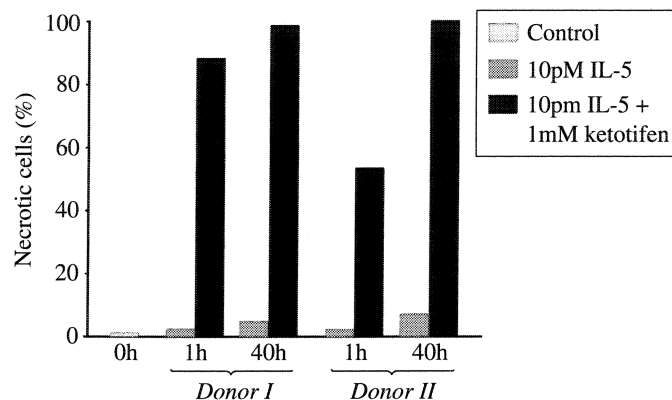 100
80
60
40
20
0
Necrotic cells (%)
0h 1h 40h 1h 40h
Donor I Donor II
Control
10pM IL-5
10pm IL-5 +
1mM ketotifen